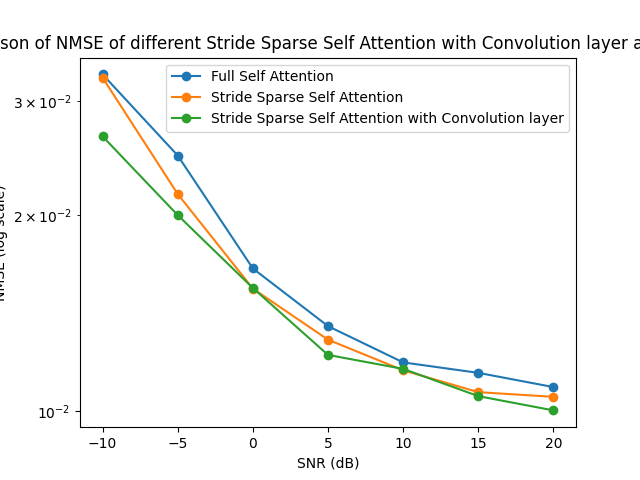 son of NMSE of different Stride Sparse Self Attention with Convolution layer a
Full Self Attention
Stride Sparse Self Attention
Stride Sparse Self Attention with Convolution layer
3 × 10⁻²
2 × 10⁻²
10⁻²
NMSE (log scale)
−10 −5 0 5 10 15 20
SNR (dB)